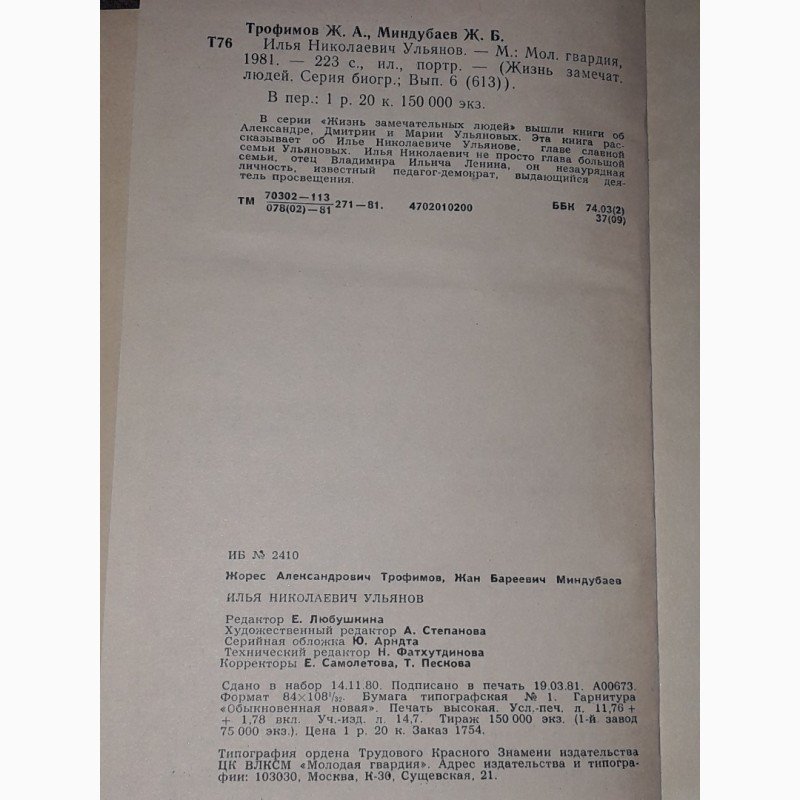 Трофимов Ж. А., Миндубаев Ж. Б.
Т76 Илья Николаевич Ульянов. — М.: Мол. гвардия,
1981. — 223 с., ил., портр. — (Жизнь замечат.
людей. Серия биогр.; Вып. 6 (613)).
В пер.: 1 р. 20 к. 150 000 экз.
В серии «Жизнь замечательных людей» вышли книги об
Александре, Дмитрии и Марии Ульяновых. Эта книга рас-
сказывает об Илье Николаевиче Ульянове, главе славной
семьи Ульяновых. Илья Николаевич не просто глава большой
семьи, отец Владимира Ильича Ленина, он незаурядная
личность, известный педагог-демократ, выдающийся дея-
тель просвещения.
ТМ 70302—113 / 078(02)—81 271—81. 4702010200 ББК 74.03(2)
37(09)
ИБ № 2410
Жорес Александрович Трофимов, Жан Бареевич Миндубаев
ИЛЬЯ НИКОЛАЕВИЧ УЛЬЯНОВ
Редактор Е. Любушкина
Художественный редактор А. Степанова
Серийная обложка Ю. Арндта
Технический редактор Н. Фатхутдинова
Корректоры Е. Самолетова, Т. Пескова
Сдано в набор 14.11.80. Подписано в печать 19.03.81. А00673.
Формат 84×108¹/₃₂. Бумага типографская № 1. Гарнитура
«Обыкновенная новая». Печать высокая. Усл.-печ. л. 11,76 +
+ 1,78 вкл. Уч.-изд. л. 14,7. Тираж 150 000 экз. (1-й завод
75 000 экз.). Цена 1 р. 20 к. Заказ 1754.
Типография ордена Трудового Красного Знамени издательства
ЦК ВЛКСМ «Молодая гвардия». Адрес издательства и типогра-
фии: 103030, Москва, К-30, Сущевская, 21.